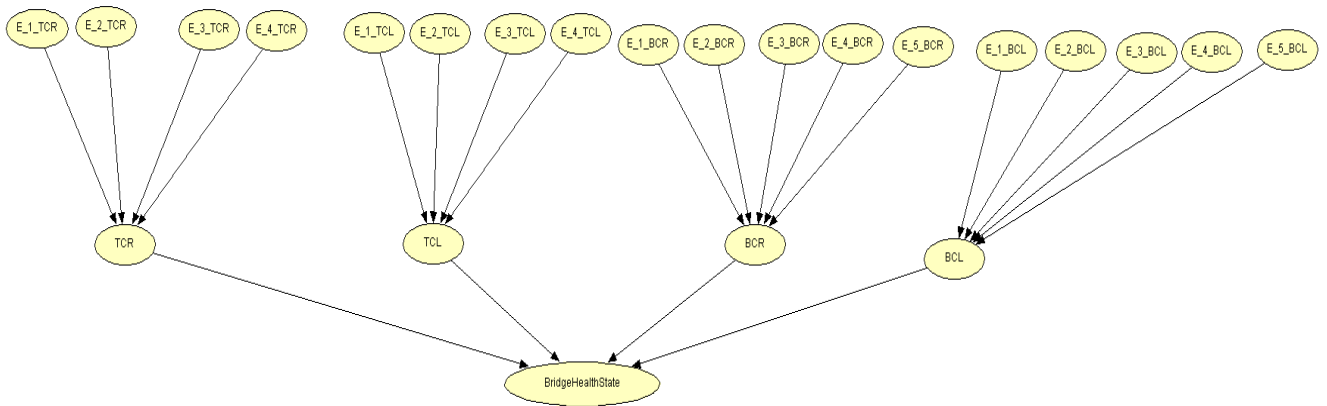 E_1_TCR
E_2_TCR
E_3_TCR
E_4_TCR
E_1_TCL
E_2_TCL
E_3_TCL
E_4_TCL
E_1_BCR
E_2_BCR
E_3_BCR
E_4_BCR
E_5_BCR
E_1_BCL
E_2_BCL
E_3_BCL
E_4_BCL
E_5_BCL
TCR
TCL
BCR
BCL
BridgeHealthState